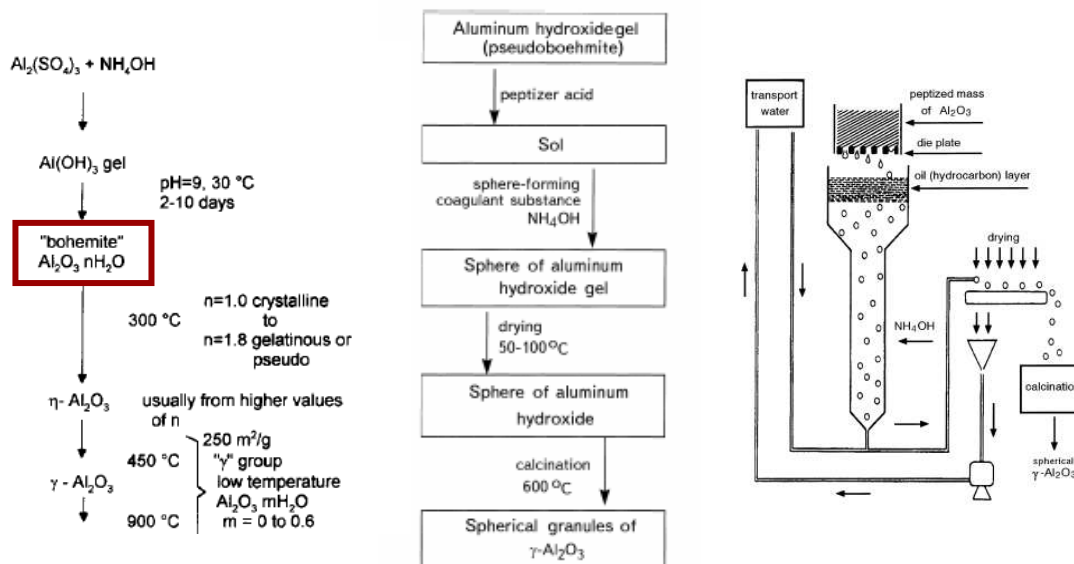 Al₂(SO₄)₃ + NH₄OH
Al(OH)₃ gel
pH=9, 30 °C
2-10 days
"bohemite"
Al₂O₃ nH₂O
300 °C
n=1.0 crystalline
to
n=1.8 gelatinous or
pseudo
η- Al₂O₃
usually from higher values
of n
450 °C
250 m²/g
"γ" group
low temperature
Al₂O₃ mH₂O
m = 0 to 0.6
γ - Al₂O₃
900 °C
Aluminum hydroxide gel
(pseudoboehmite)
peptizer acid
Sol
sphere-forming
coagulant substance
NH₄OH
Sphere of aluminum
hydroxide gel
drying
50-100°C
Sphere of aluminum
hydroxide
calcination
600°C
Spherical granules of
γ-Al₂O₃
transport
water
peptized mass
of Al₂O₃
die plate
oil (hydrocarbon) layer
drying
NH₄OH
calcination
spherical
γ-Al₂O₃